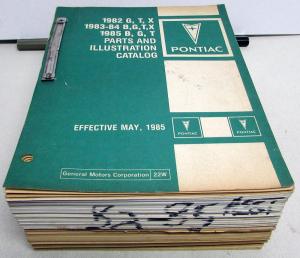 1982 G, T, X
1983-84 B,G,T,X
1985 B, G, T
PARTS AND
ILLUSTRATION
CATALOG
PONTIAC
EFFECTIVE MAY, 1985
PONTIAC PONTIAC
General Motors Corporation 22W